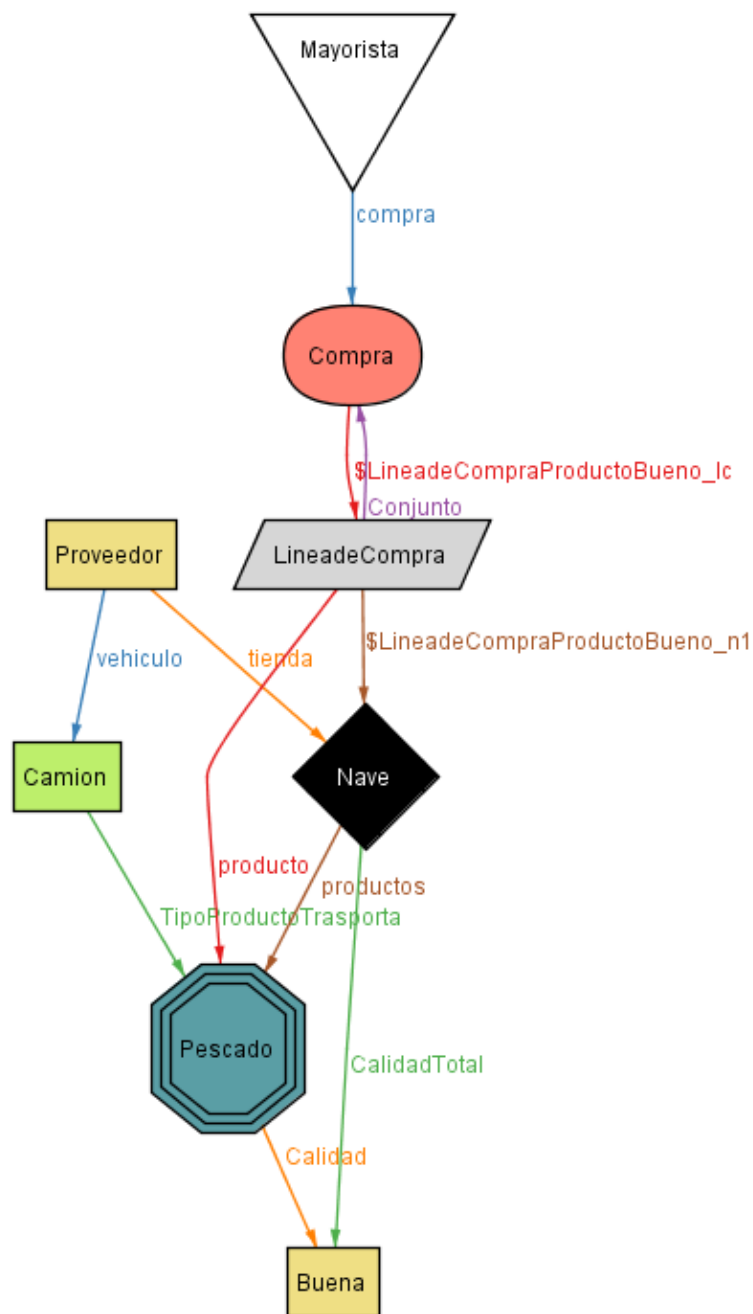 Mayorista
compra
Compra
$LineadeCompraProductoBueno_lc
Conjunto
Proveedor
LineadeCompra
vehiculo
tienda
$LineadeCompraProductoBueno_n1
Camion
Nave
producto
productos
TipoProductoTrasporta
Pescado
CalidadTotal
Calidad
Buena